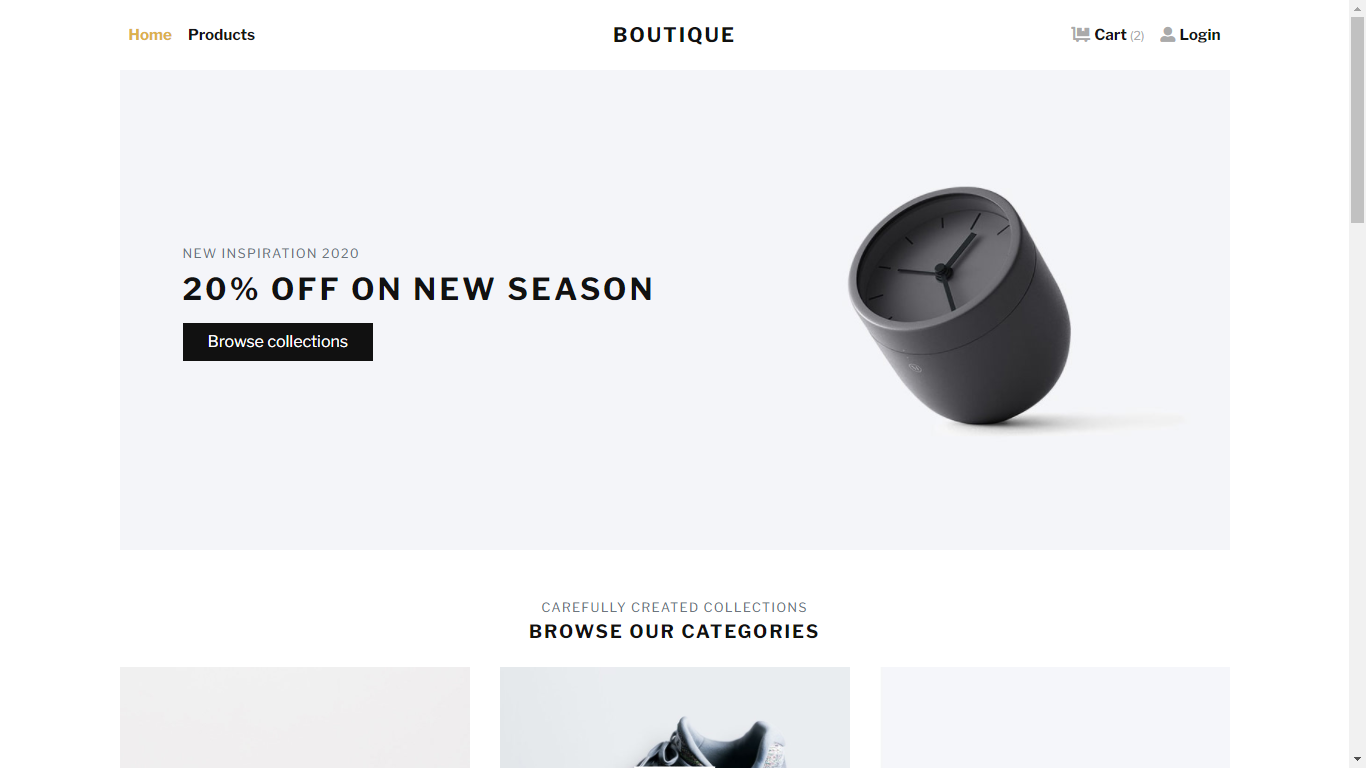 Home Products BOUTIQUE Cart (2) Login
NEW INSPIRATION 2020
20% OFF ON NEW SEASON
Browse collections
CAREFULLY CREATED COLLECTIONS
BROWSE OUR CATEGORIES